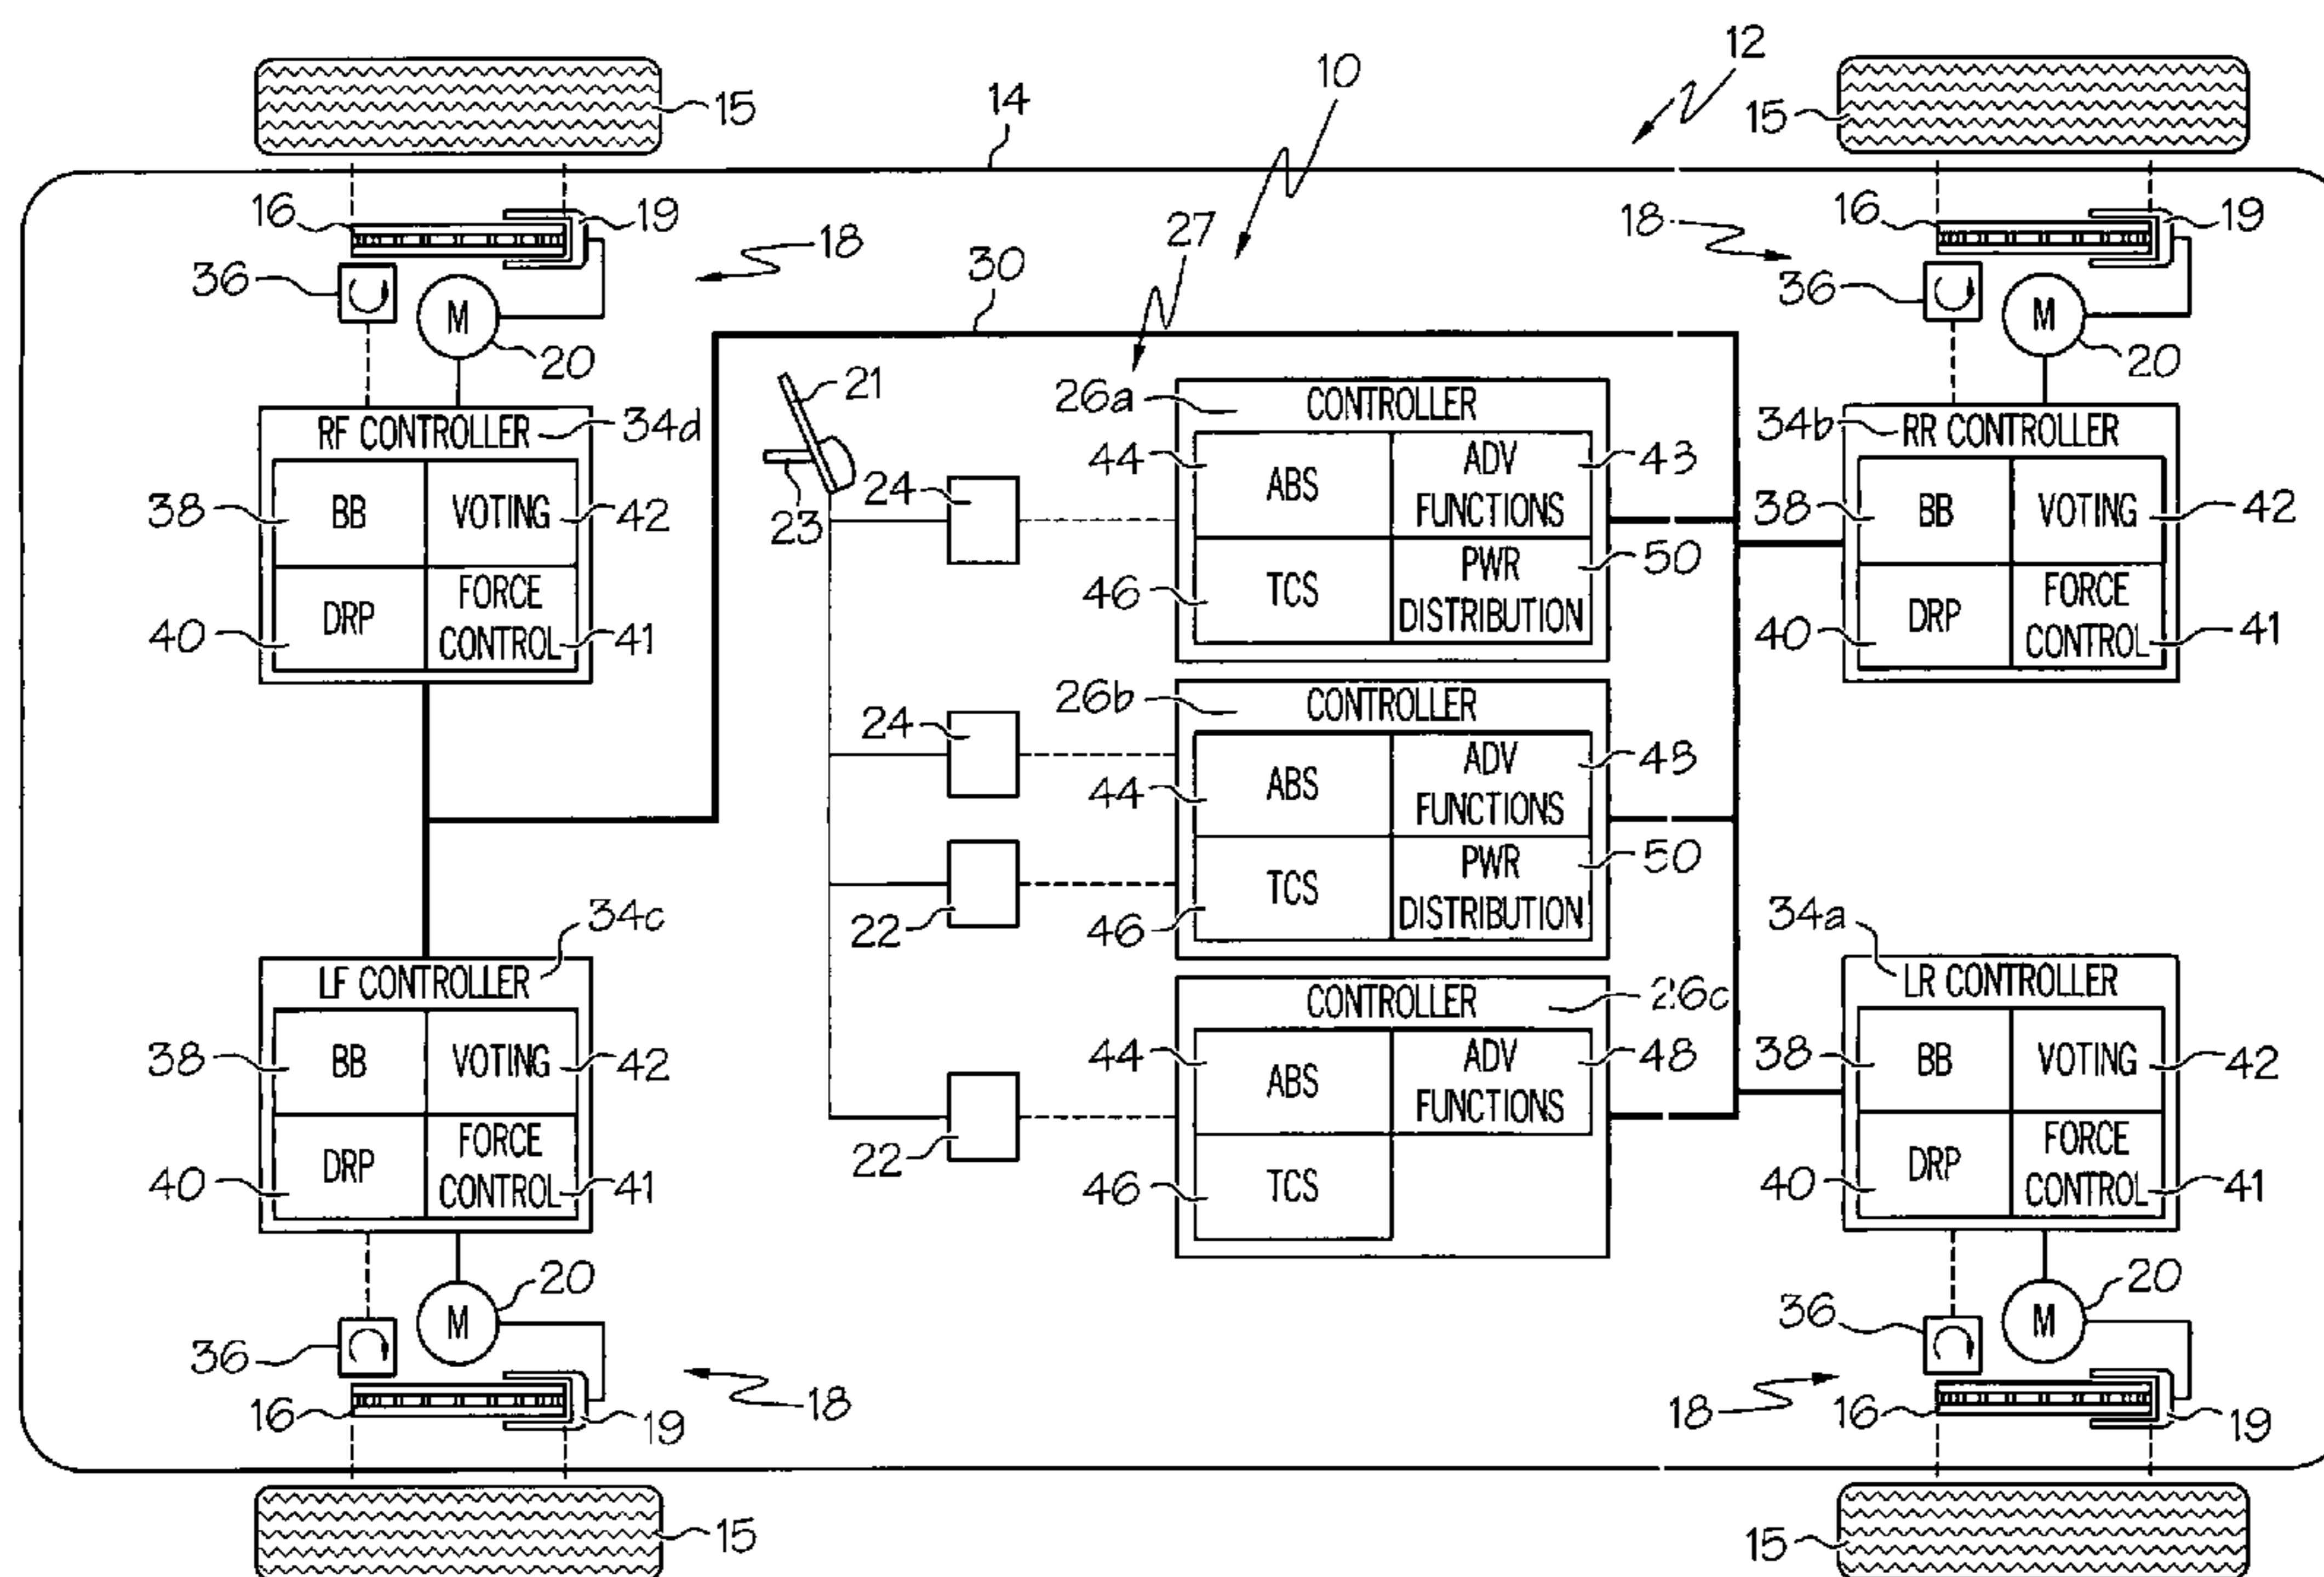 12
15
14
10
15
16
19
18
27
18
16
19
36
30
36
M
M
20
20
21
26a
CONTROLLER
RF CONTROLLER
34d
34b
RR CONTROLLER
44
ABS
ADV FUNCTIONS
43
23
24
38
BB
VOTING
42
38
BB
VOTING
42
46
TCS
PWR DISTRIBUTION
50
40
DRP
FORCE CONTROL
41
40
DRP
FORCE CONTROL
41
26b
CONTROLLER
24
44
ABS
ADV FUNCTIONS
48
22
46
TCS
PWR DISTRIBUTION
50
34c
34a
LF CONTROLLER
LR CONTROLLER
CONTROLLER
26c
38
BB
VOTING
42
44
ABS
ADV FUNCTIONS
48
38
BB
VOTING
42
22
40
DRP
FORCE CONTROL
41
46
TCS
40
DRP
FORCE CONTROL
41
20
20
M
M
36
36
16
19
18
18
16
19
15
15